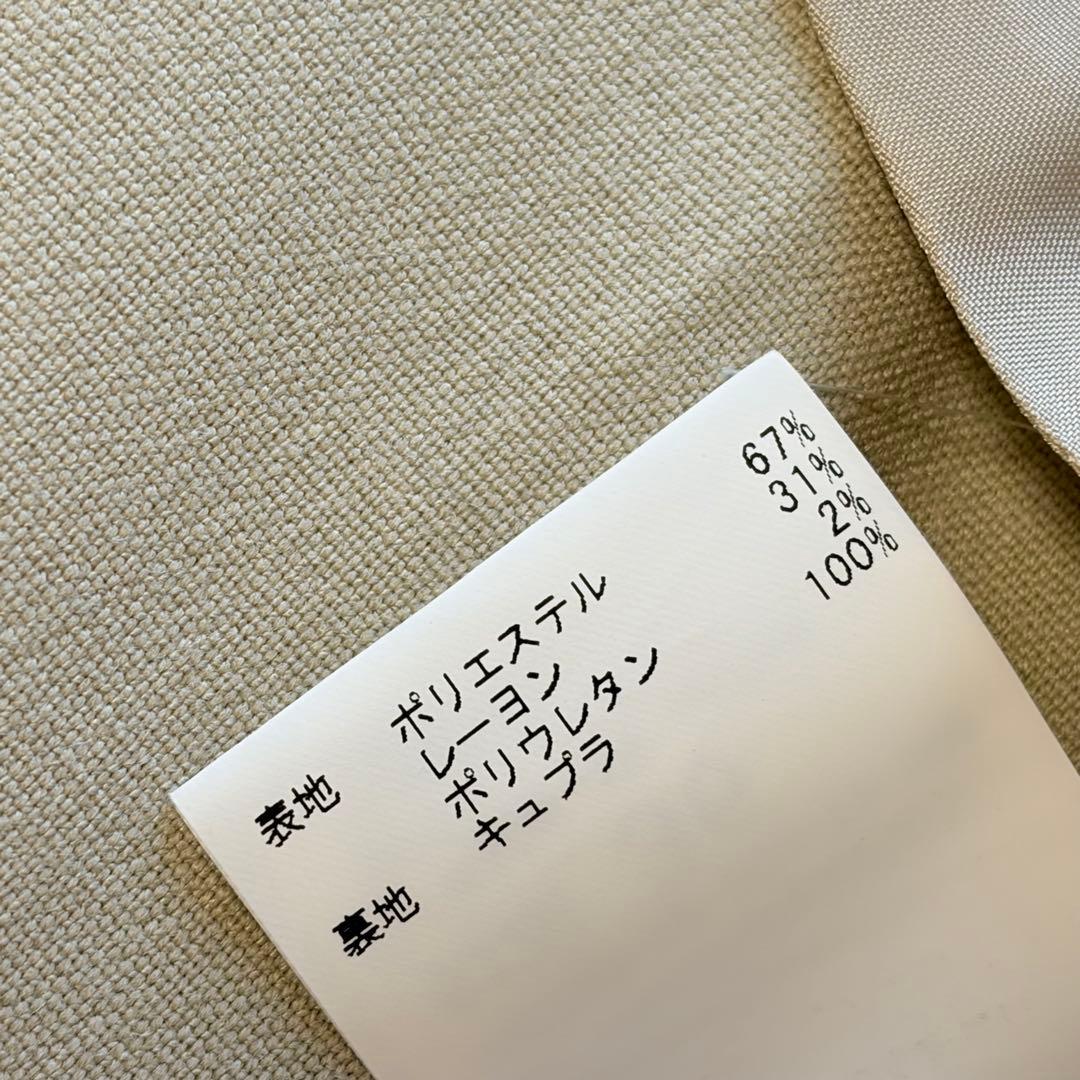 表地 ポリエステル 67%
レーヨン 31%
ポリウレタン 2%
裏地 キュプラ 100%